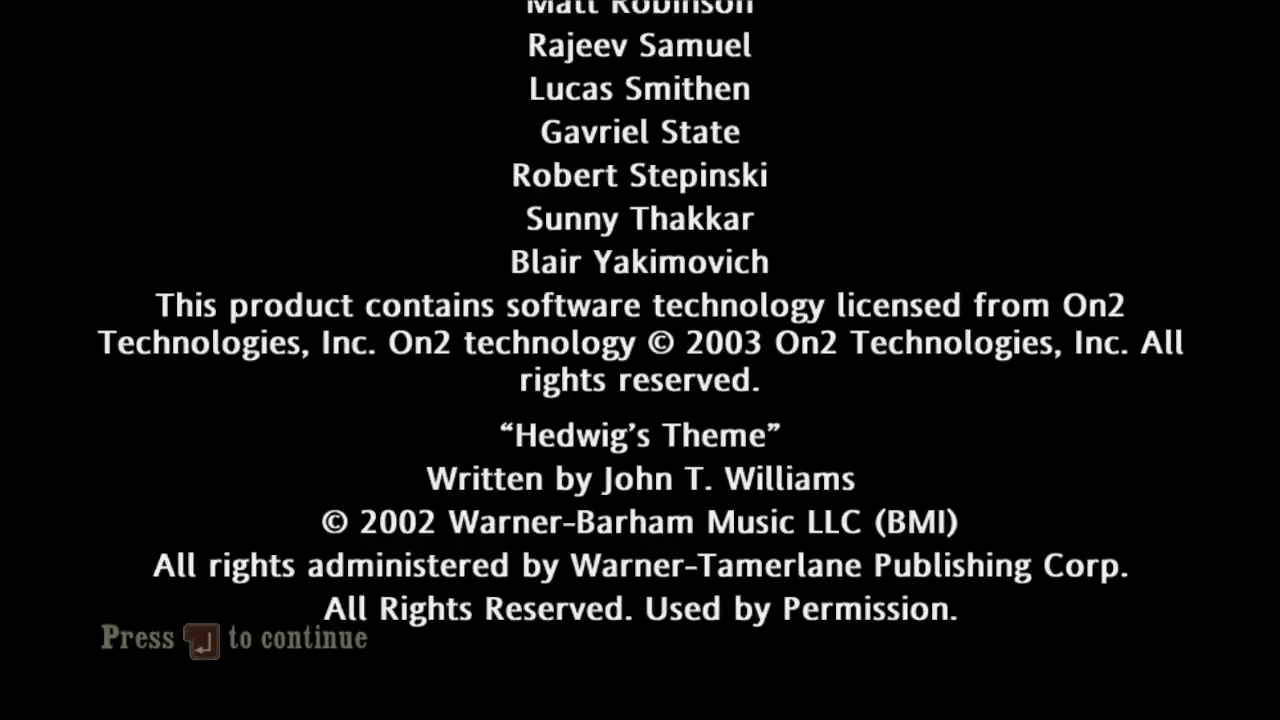 Matt Robinson
Rajeev Samuel
Lucas Smithen
Gavriel State
Robert Stepinski
Sunny Thakkar
Blair Yakimovich
This product contains software technology licensed from On2
Technologies, Inc. On2 technology © 2003 On2 Technologies, Inc. All
rights reserved.
“Hedwig’s Theme”
Written by John T. Williams
© 2002 Warner-Barham Music LLC (BMI)
All rights administered by Warner-Tamerlane Publishing Corp.
All Rights Reserved. Used by Permission.
Press to continue